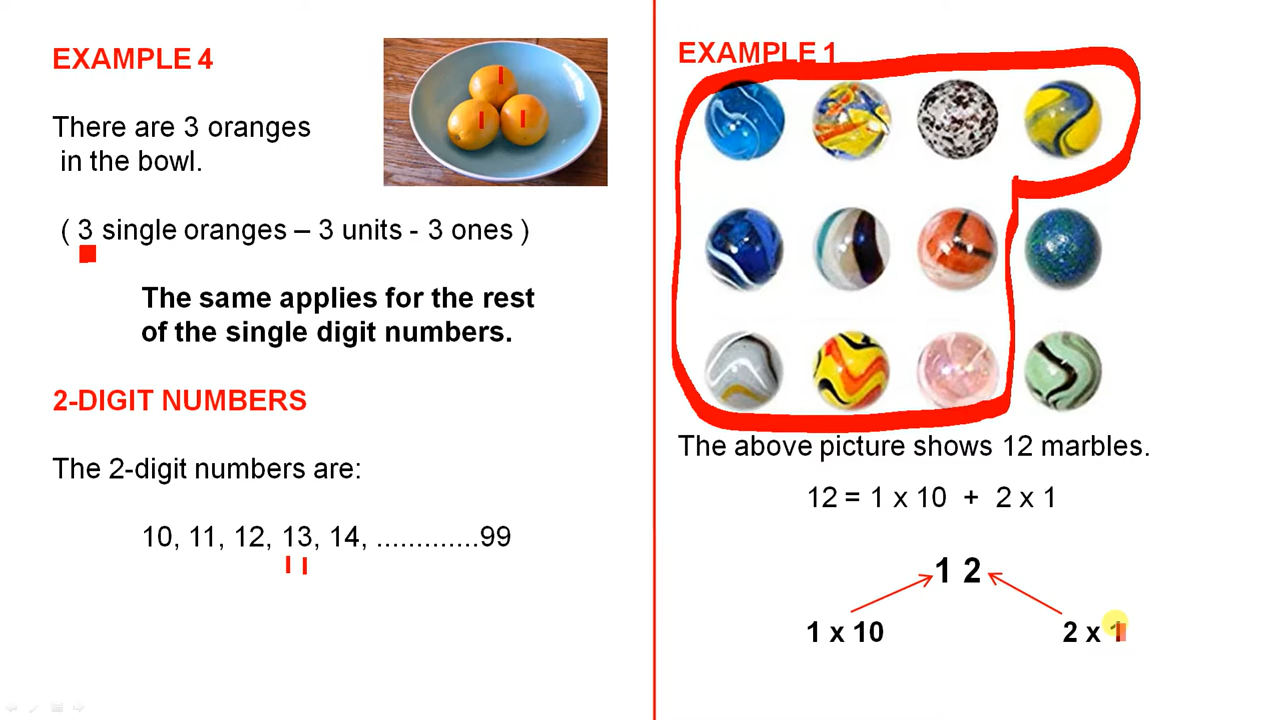 EXAMPLE 4
There are 3 oranges
in the bowl.
( 3 single oranges – 3 units - 3 ones )
The same applies for the rest
of the single digit numbers.
2-DIGIT NUMBERS
The 2-digit numbers are:
10, 11, 12, 13, 14, .............99
EXAMPLE 1
The above picture shows 12 marbles.
12 = 1 x 10 + 2 x 1
1 2
1 x 10
2 x 1